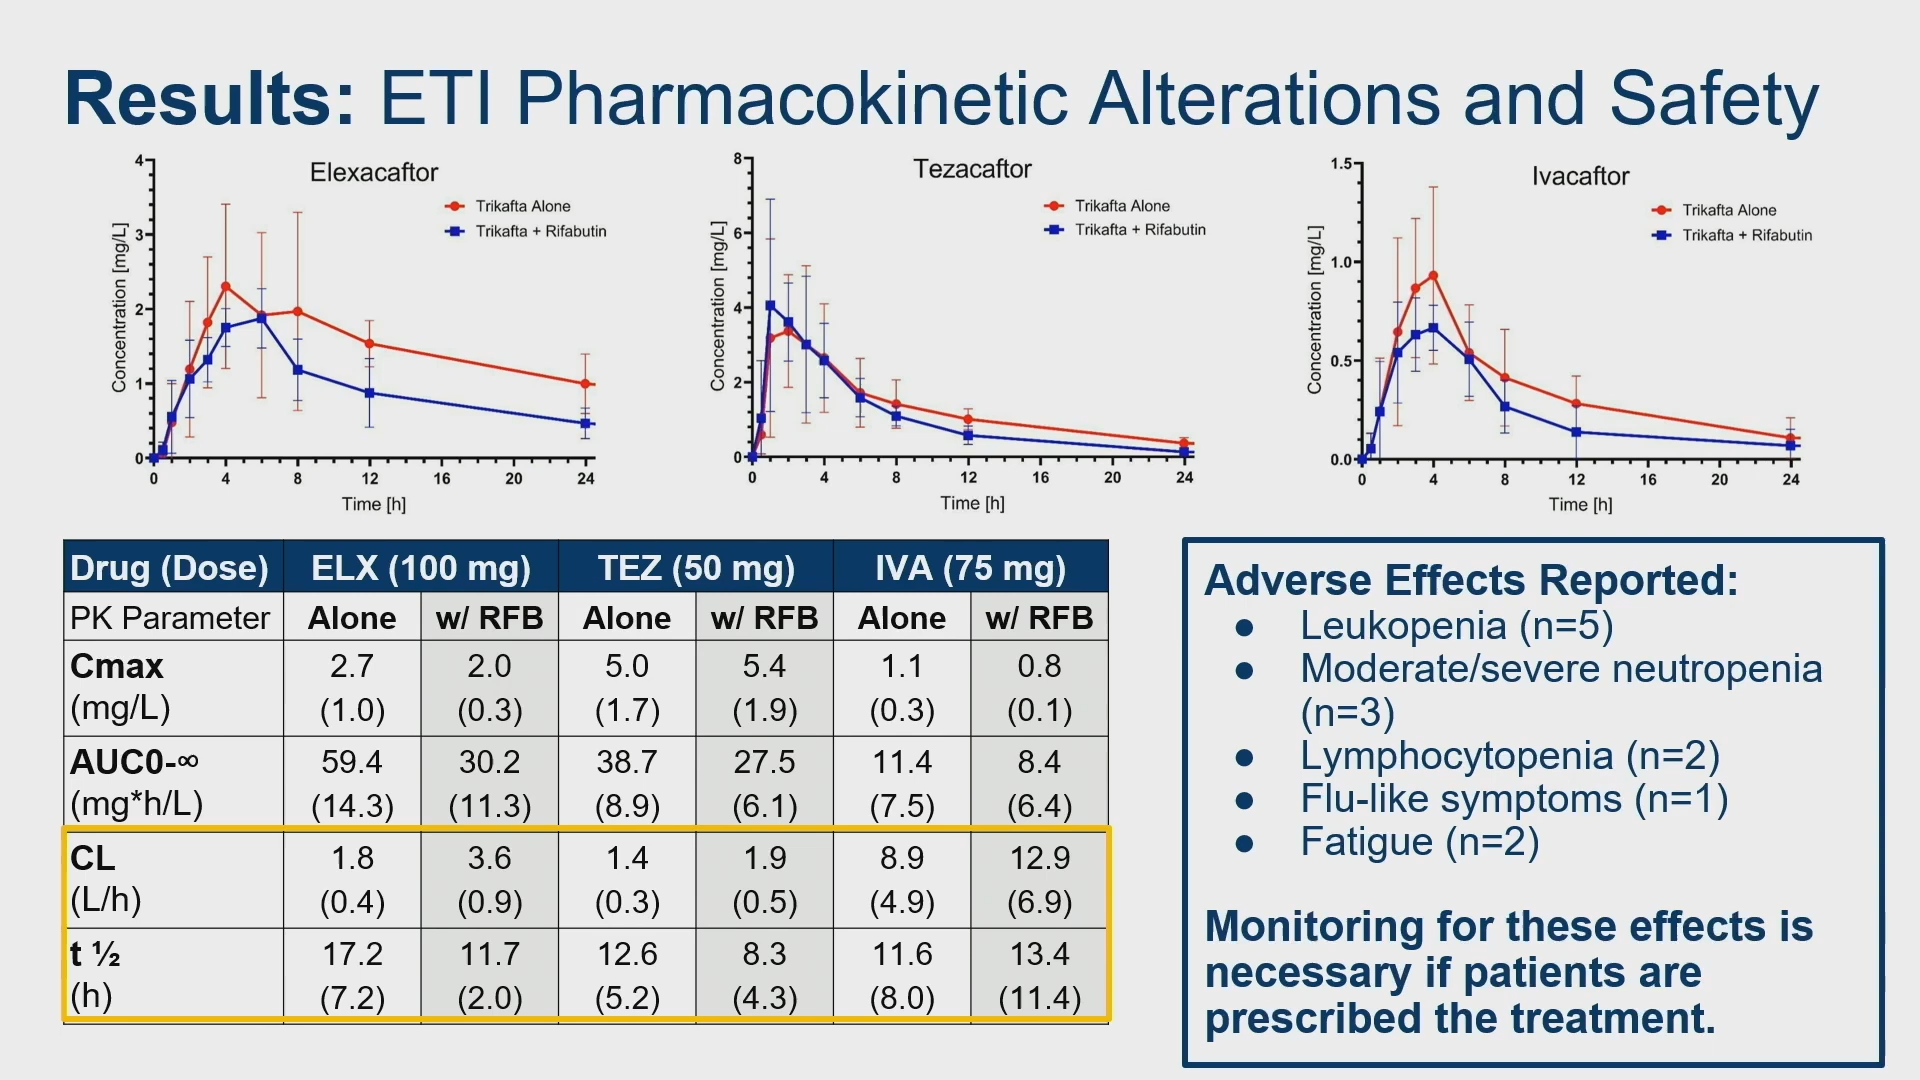 Results: ETI Pharmacokinetic Alterations and Safety
Elexacaftor
Trikafta Alone
Trikafta + Rifabutin
Concentration [mg/L]
4
3
2
1
0
0 4 8 12 16 20 24
Time [h]
Tezacaftor
Trikafta Alone
Trikafta + Rifabutin
Concentration [mg/L]
8
6
4
2
0
0 4 8 12 16 20 24
Time [h]
Ivacaftor
Trikafta Alone
Trikafta + Rifabutin
Concentration [mg/L]
1.5
1.0
0.5
0.0
0 4 8 12 16 20 24
Time [h]
Drug (Dose) ELX (100 mg) TEZ (50 mg) IVA (75 mg)
PK Parameter Alone w/ RFB Alone w/ RFB Alone w/ RFB
Cmax 2.7 2.0 5.0 5.4 1.1 0.8
(mg/L) (1.0) (0.3) (1.7) (1.9) (0.3) (0.1)
AUC0-∞ 59.4 30.2 38.7 27.5 11.4 8.4
(mg*h/L) (14.3) (11.3) (8.9) (6.1) (7.5) (6.4)
CL 1.8 3.6 1.4 1.9 8.9 12.9
(L/h) (0.4) (0.9) (0.3) (0.5) (4.9) (6.9)
t ½ 17.2 11.7 12.6 8.3 11.6 13.4
(h) (7.2) (2.0) (5.2) (4.3) (8.0) (11.4)
Adverse Effects Reported:
● Leukopenia (n=5)
● Moderate/severe neutropenia
(n=3)
● Lymphocytopenia (n=2)
● Flu-like symptoms (n=1)
● Fatigue (n=2)
Monitoring for these effects is
necessary if patients are
prescribed the treatment.